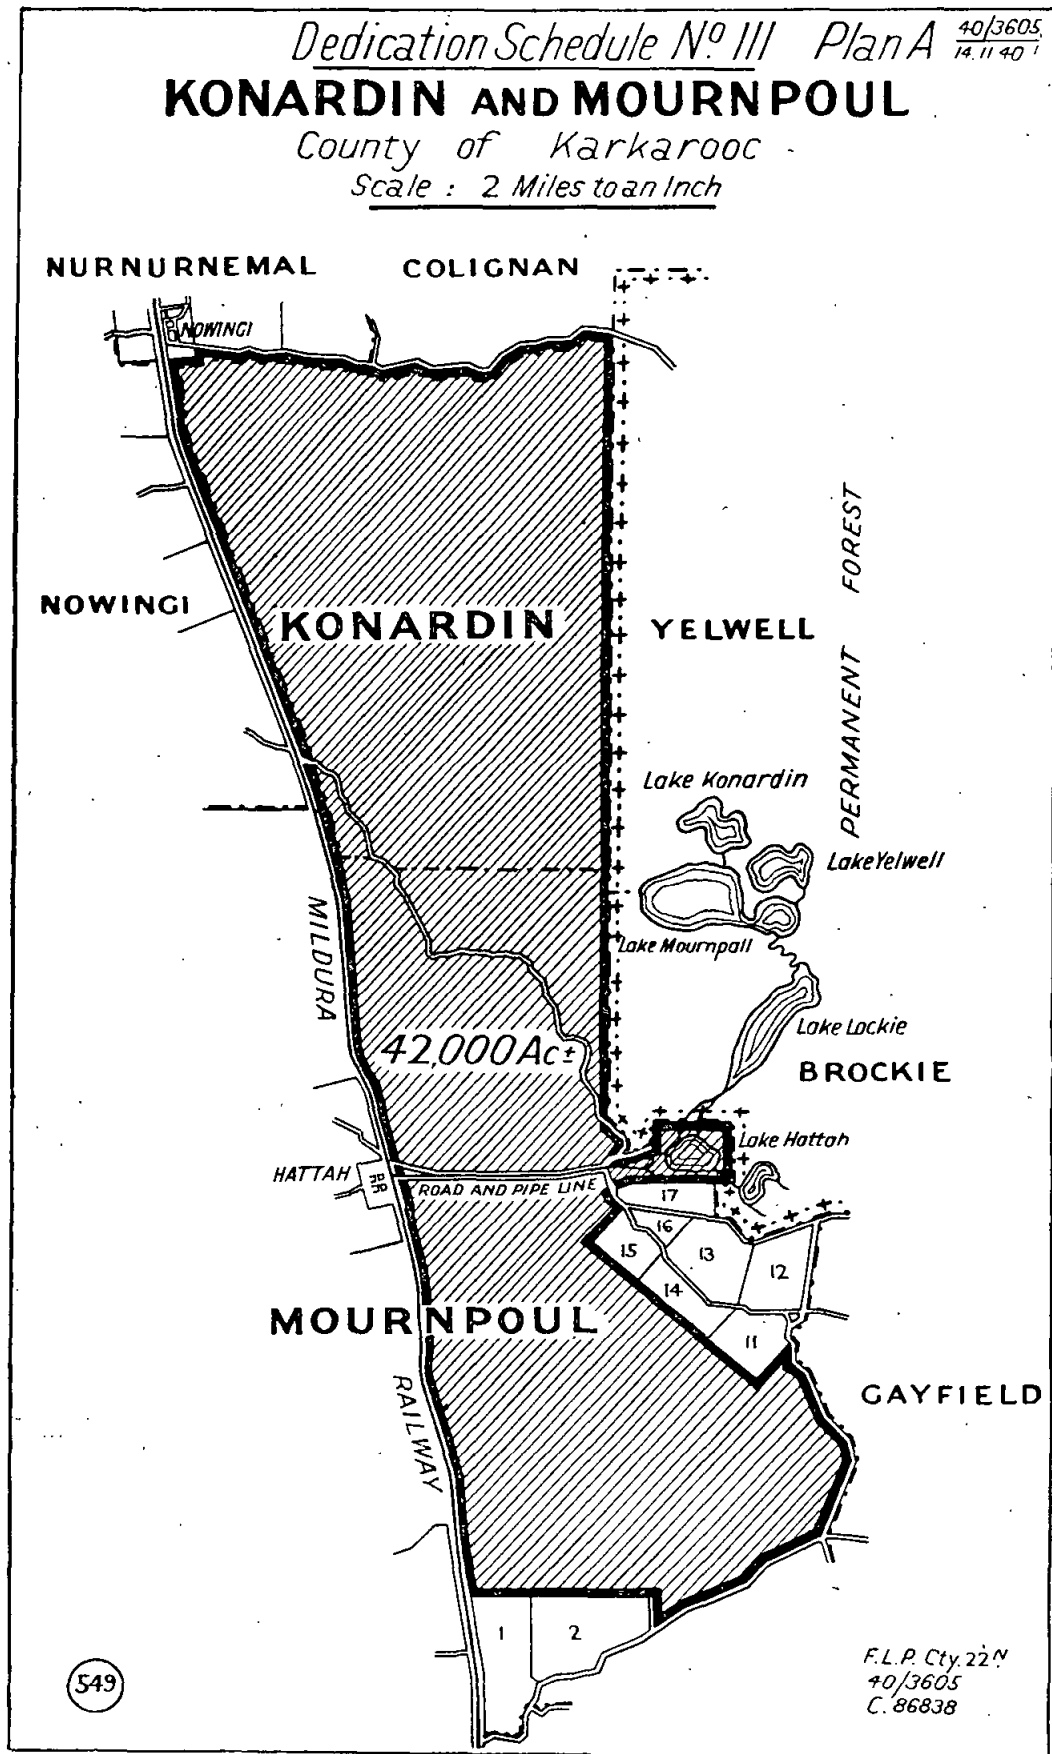 Dedication Schedule No. III Plan A 40/3605
14.11.40
KONARDIN AND MOURNPOUL
County of Karkarooc
Scale : 2 Miles to an Inch
NURNURNEMAL COLIGNAN
NOWINGI
PERMANENT FOREST
NOWINGI
KONARDIN
YELWELL
Lake Konardin
Lake Yelwell
Lake Mournpall
MILDURA
Lake Lockie
42,000 Ac±
BROCKIE
Lake Hattah
HATTAH
RR
ROAD AND PIPE LINE
17
16
15
13
12
14
11
MOURNPOUL
GAYFIELD
RAILWAY
1
2
549
F.L.P. Cty. 22N
40/3605
C. 86838